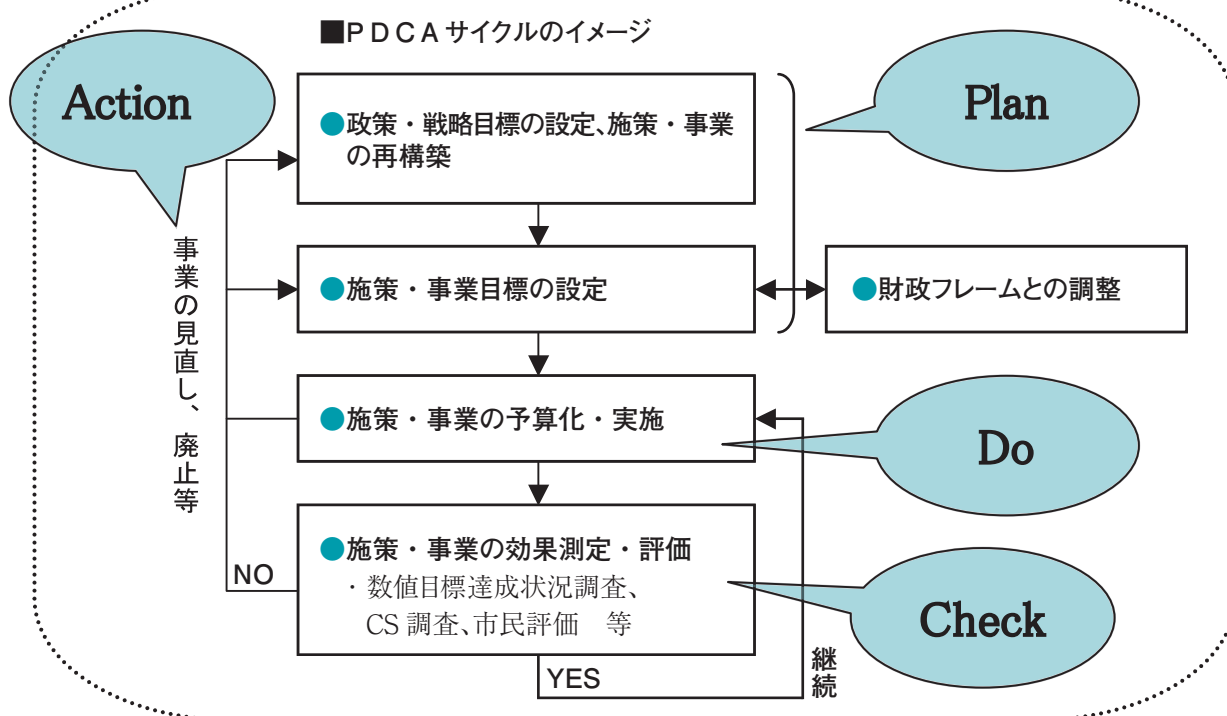 ■PDCAサイクルのイメージ
Action
Plan
●政策・戦略目標の設定、施策・事業
の再構築
事業の見直し、廃止等
●施策・事業目標の設定
●財政フレームとの調整
●施策・事業の予算化・実施
Do
●施策・事業の効果測定・評価
・数値目標達成状況調査、
CS調査、市民評価　等
Check
NO
YES
継続